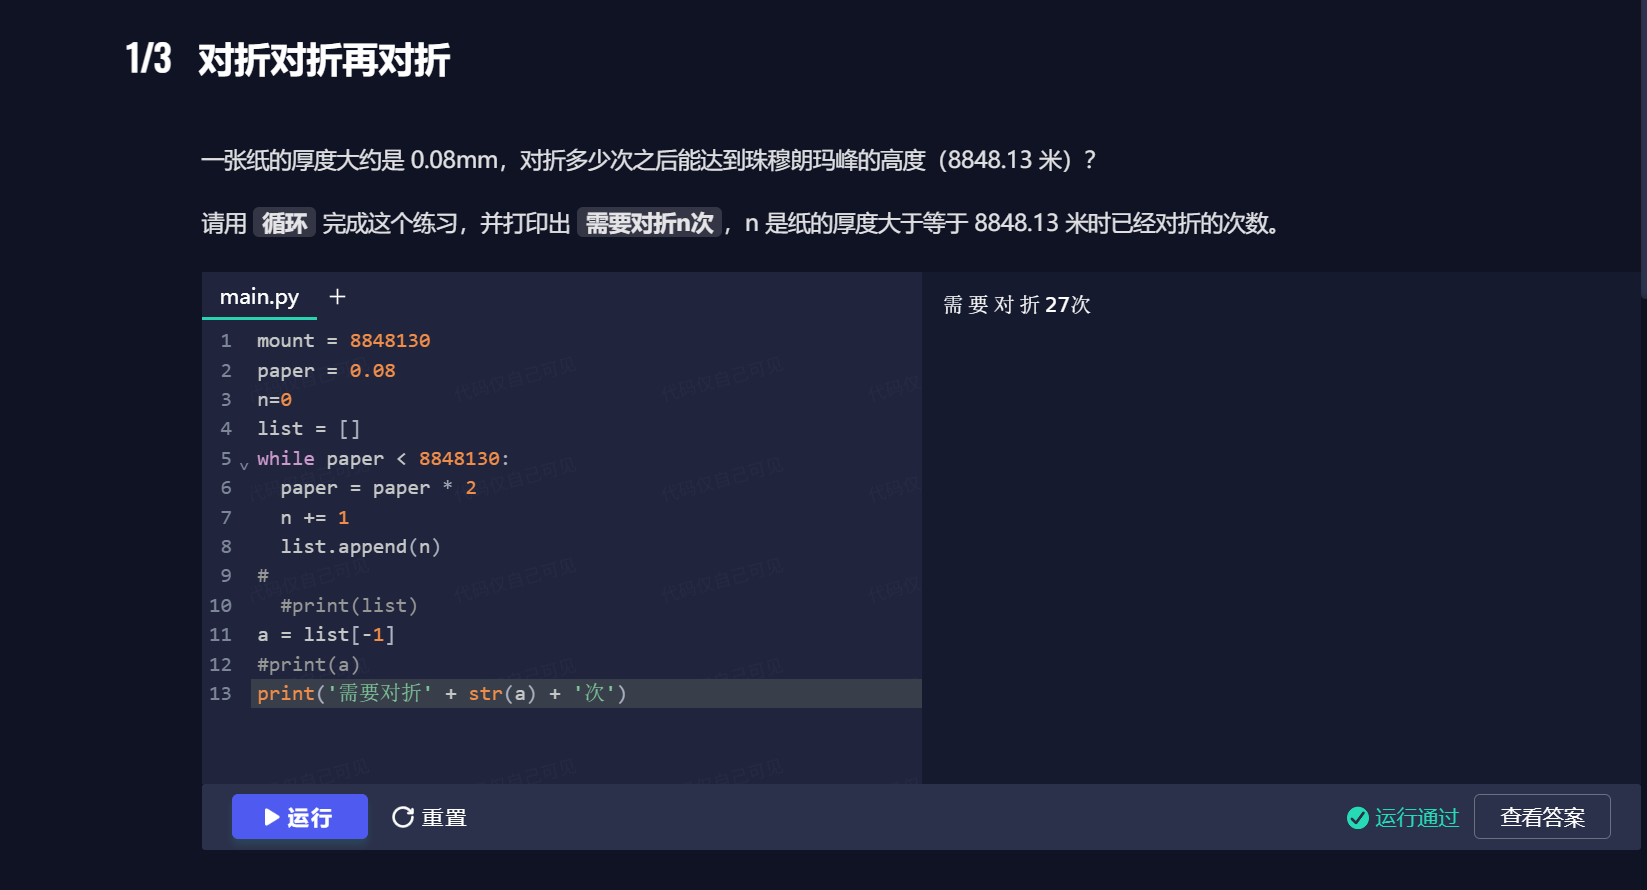 1/3 对折对折再对折
一张纸的厚度大约是 0.08mm，对折多少次之后能达到珠穆朗玛峰的高度（8848.13 米）？
请用 循环 完成这个练习，并打印出 需要对折n次 ，n 是纸的厚度大于等于 8848.13 米时已经对折的次数。
main.py +
1 mount = 8848130
2 paper = 0.08
3 n=0
4 list = []
5 while paper < 8848130:
6   paper = paper * 2
7   n += 1
8   list.append(n)
9 #
10   #print(list)
11 a = list[-1]
12 #print(a)
13 print('需要对折' + str(a) + '次')
需要对折27次
代码仅自己可见
运行 重置 运行通过 查看答案